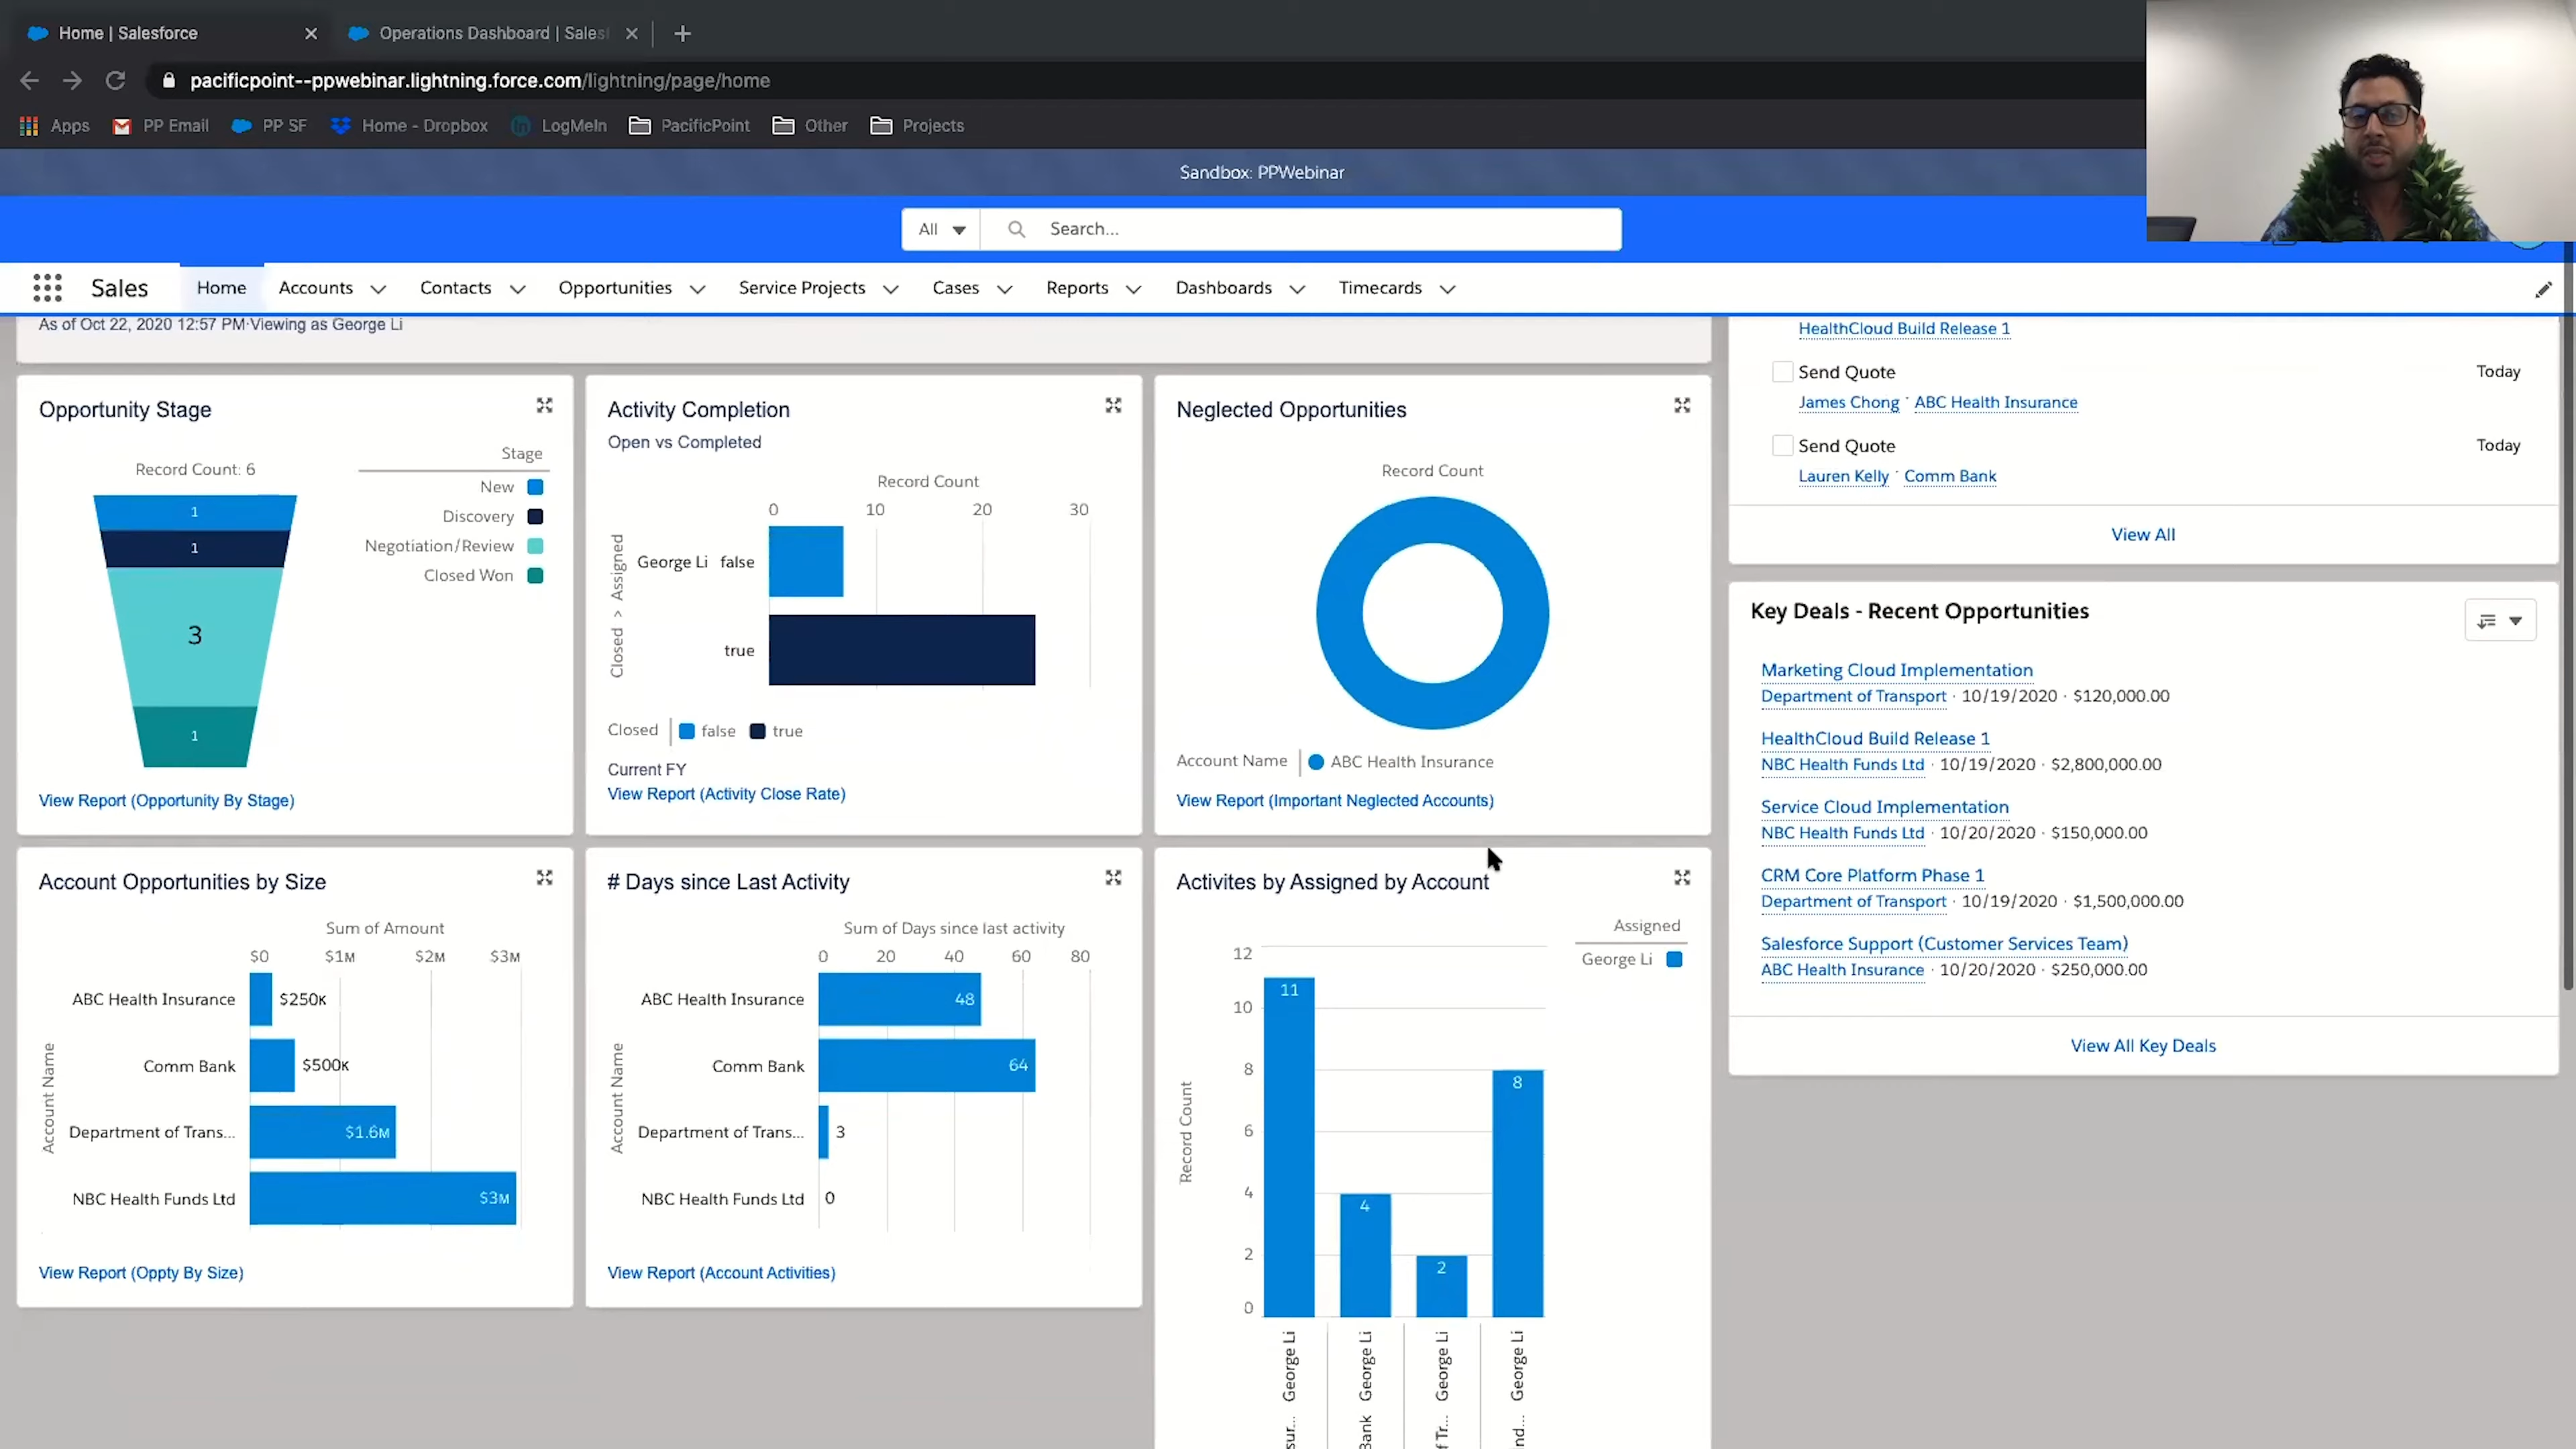 Home | Salesforce
Operations Dashboard | Sales
pacificpoint--ppwebinar.lightning.force.com/lightning/page/home
Apps PP Email PP SF Home - Dropbox LogMeIn PacificPoint Other Projects
Sandbox: PPWebinar
All Search...
Sales Home Accounts Contacts Opportunities Service Projects Cases Reports Dashboards Timecards
As of Oct 22, 2020 12:57 PM·Viewing as George Li
Opportunity Stage
Record Count: 6
Stage
New
Discovery
Negotiation/Review
Closed Won
1
1
3
1
View Report (Opportunity By Stage)
Activity Completion
Open vs Completed
Record Count
0 10 20 30
Closed > Assigned
George Li false
true
Closed false true
Current FY
View Report (Activity Close Rate)
Neglected Opportunities
Record Count
Account Name ABC Health Insurance
View Report (Important Neglected Accounts)
Account Opportunities by Size
Sum of Amount
$0 $1M $2M $3M
Account Name
ABC Health Insurance $250K
Comm Bank $500K
Department of Trans... $1.6M
NBC Health Funds Ltd $3M
View Report (Oppty By Size)
# Days since Last Activity
Sum of Days since last activity
0 20 40 60 80
Account Name
ABC Health Insurance 48
Comm Bank 64
Department of Trans... 3
NBC Health Funds Ltd 0
View Report (Account Activities)
Activites by Assigned by Account
Assigned
George Li
Record Count
12
10
8
6
4
2
0
11
4
2
8
George Li
George Li
George Li
George Li
sur...
Bank
f Tr...
nd...
HealthCloud Build Release 1
Send Quote Today
James Chong · ABC Health Insurance
Send Quote Today
Lauren Kelly · Comm Bank
View All
Key Deals - Recent Opportunities
Marketing Cloud Implementation
Department of Transport · 10/19/2020 · $120,000.00
HealthCloud Build Release 1
NBC Health Funds Ltd · 10/19/2020 · $2,800,000.00
Service Cloud Implementation
NBC Health Funds Ltd · 10/20/2020 · $150,000.00
CRM Core Platform Phase 1
Department of Transport · 10/19/2020 · $1,500,000.00
Salesforce Support (Customer Services Team)
ABC Health Insurance · 10/20/2020 · $250,000.00
View All Key Deals